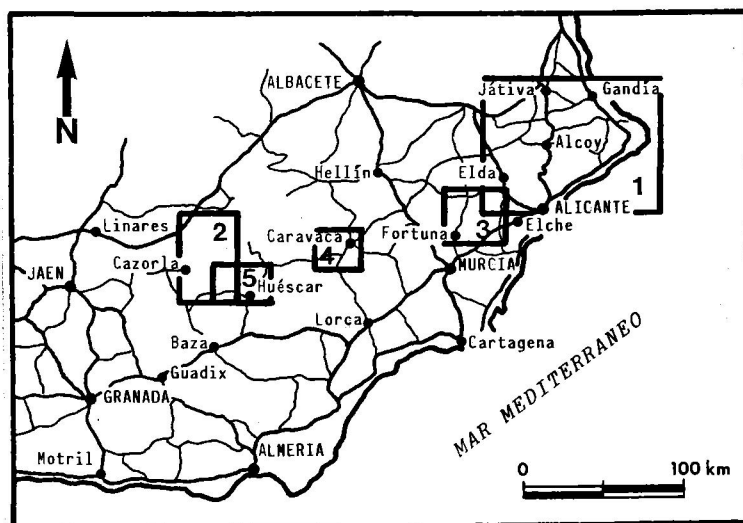 ALBACETE
Játiva
Gandía
N
Alcoy
Hellín
Elda
1
Linares
2
ALICANTE
Caravaca
Fortuna
3
Elche
4
Cazorla
5
Huéscar
MURCIA
JAEN
Lorca
Baza
Cartagena
Guadix
GRANADA
MAR MEDITERRANEO
Motril
ALMERIA
0
100 km